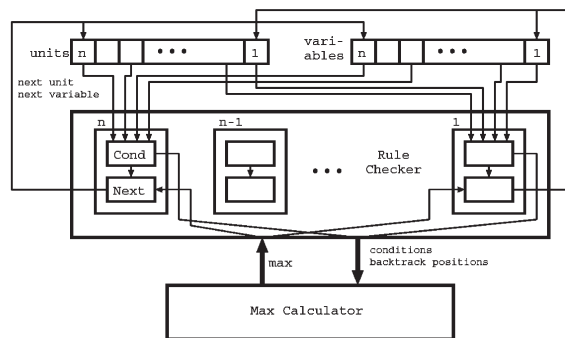 units n ••• 1
vari-
ables n ••• 1
next unit
next variable
n
n-1
1
Cond
Next
•••
Rule
Checker
max
conditions
backtrack positions
Max Calculator